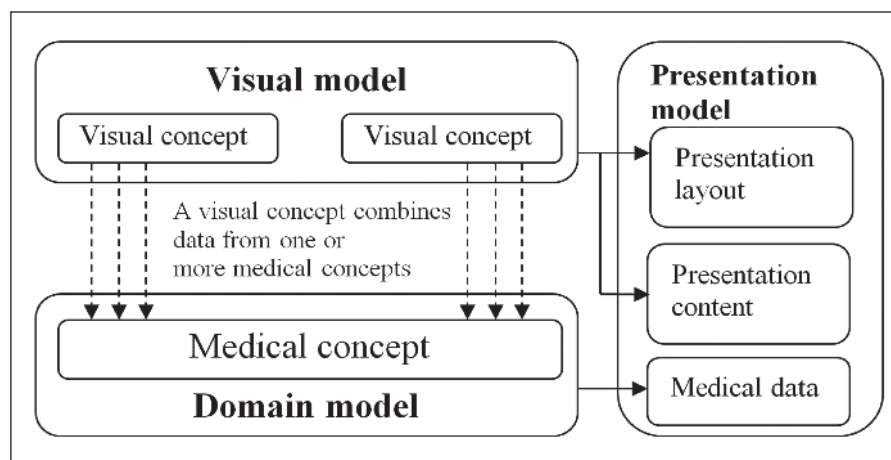 Visual model
Visual concept
Visual concept
A visual concept combines
data from one or
more medical concepts
Medical concept
Domain model
Presentation
model
Presentation
layout
Presentation
content
Medical data